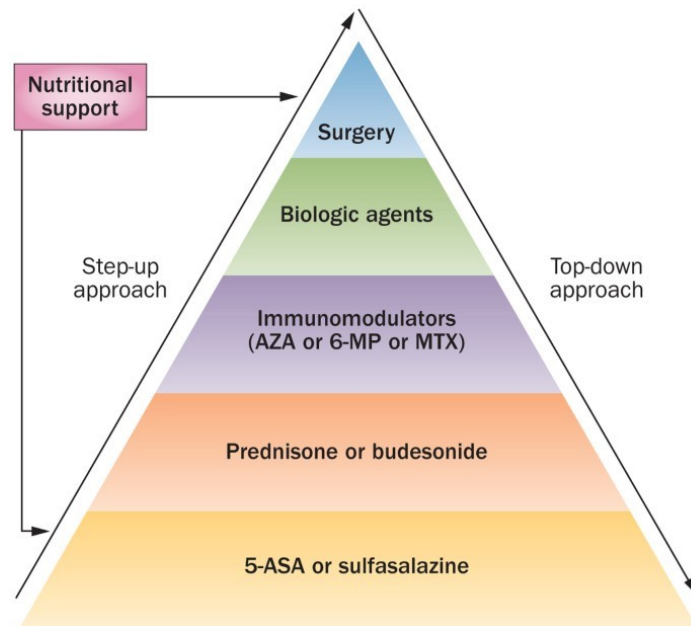 Nutritional
support
Surgery
Biologic agents
Step-up
approach
Top-down
approach
Immunomodulators
(AZA or 6-MP or MTX)
Prednisone or budesonide
5-ASA or sulfasalazine